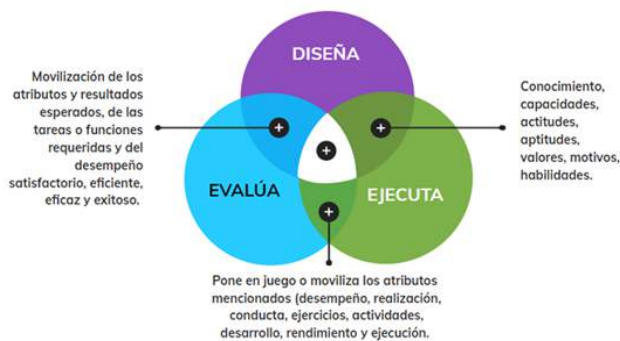 DISEÑA
Movilización de los
atributos y resultados
esperados, de las
tareas o funciones
requeridas y del
desempeño
satisfactorio, eficiente,
eficaz y exitoso.
Conocimiento,
capacidades,
actitudes,
aptitudes,
valores, motivos,
habilidades.
EVALÚA
EJECUTA
Pone en juego o moviliza los atributos
mencionados (desempeño, realización,
conducta, ejercicios, actividades,
desarrollo, rendimiento y ejecución.